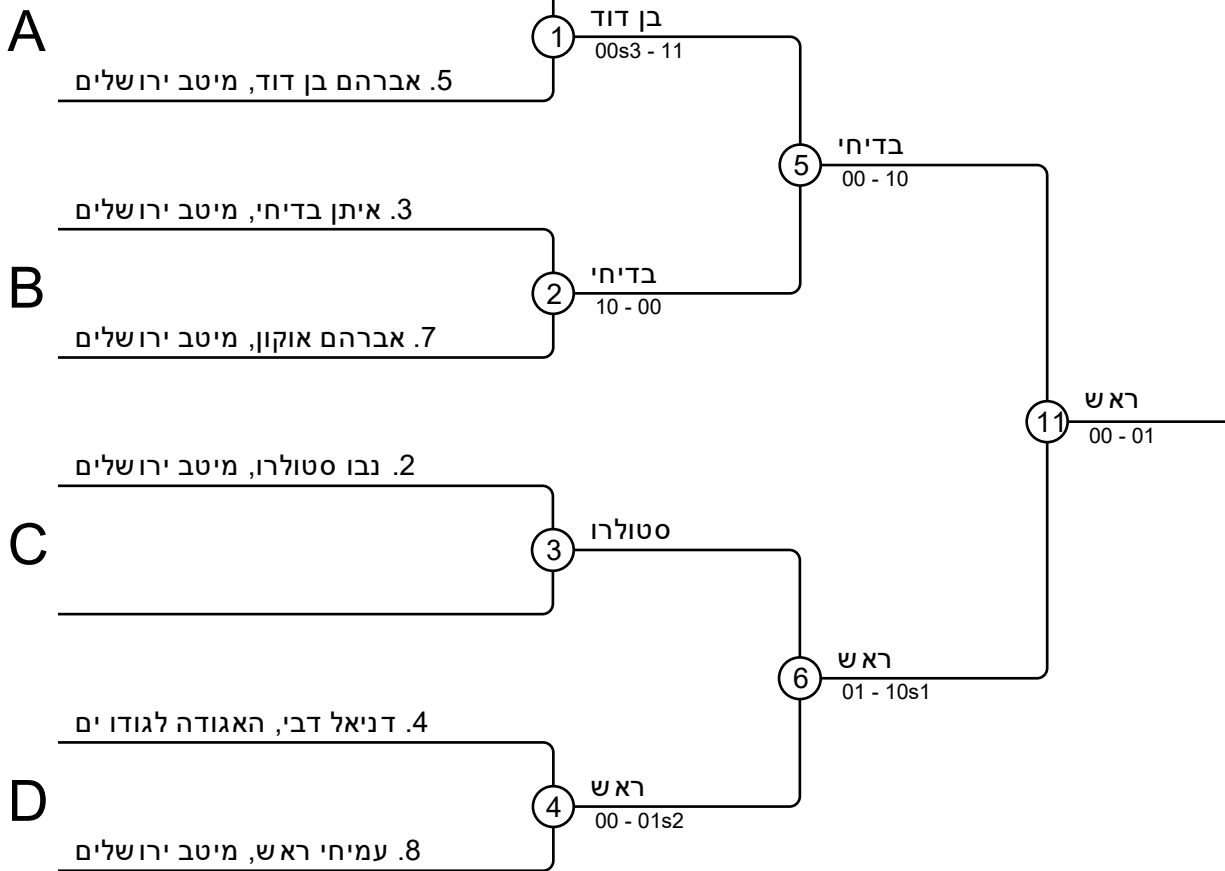 A
1
בן דוד
00s3 - 11
5. אברהם בן דוד, מיטב ירושלים
5
בדיחי
00 - 10
3. איתן בדיחי, מיטב ירושלים
B
2
בדיחי
10 - 00
7. אברהם אוקון, מיטב ירושלים
11
ראש
00 - 01
2. נבו סטולרו, מיטב ירושלים
C
3
סטולרו
6
ראש
01 - 10s1
4. דניאל דבי, האגודה לגודו ים
D
4
ראש
00 - 01s2
8. עמיחי ראש, מיטב ירושלים